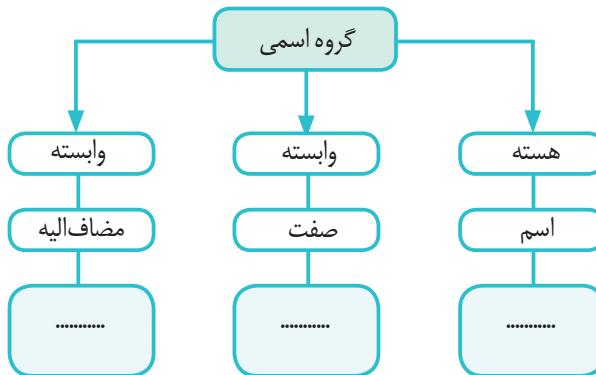 گروه اسمی
هسته
وابسته
وابسته
اسم
صفت
مضاف‌الیه
...........
...........
...........